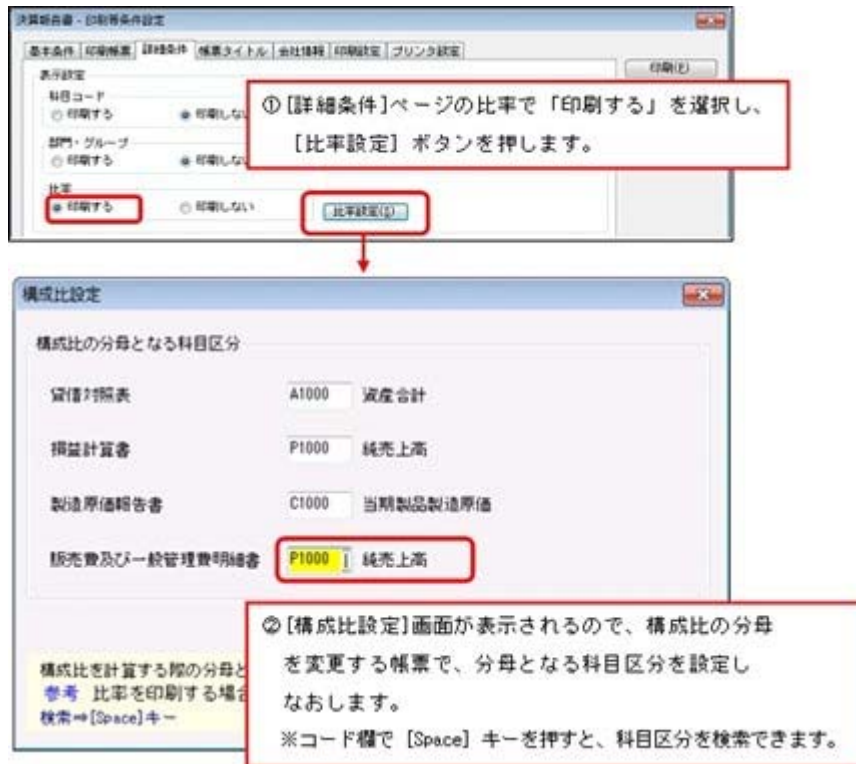 決算報告書 - 印刷等条件設定
基本条件 印刷帳票 詳細条件 帳票タイトル 会社情報 印刷設定 プリンタ設定
印刷(P)
表示設定
科目コード
印刷する 印刷しない
部門・グループ
印刷する 印刷しな
比率
印刷する 印刷しない 比率設定(S)
①[詳細条件]ページの比率で「印刷する」を選択し、
[比率設定] ボタンを押します。
構成比設定
構成比の分母となる科目区分
貸借対照表 A1000 資産合計
損益計算書 P1000 純売上高
製造原価報告書 C1000 当期製品製造原価
販売費及び一般管理費明細書 P1000 純売上高
構成比を計算する際の分母と
参考 比率を印刷する場合
検索⇒[Space]キー
②[構成比設定]画面が表示されるので、構成比の分母
を変更する帳票で、分母となる科目区分を設定し
なおします。
※コード欄で [Space] キーを押すと、科目区分を検索できます。